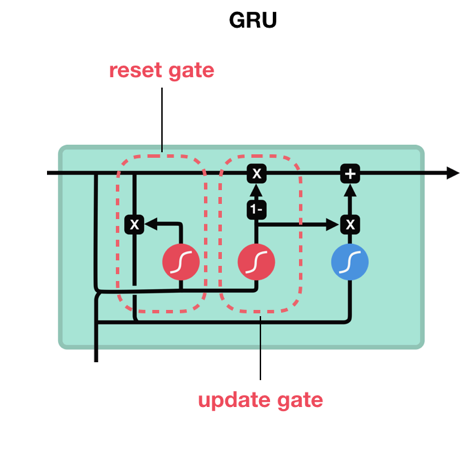 GRU
reset gate
X
+
1-
X
X
update gate